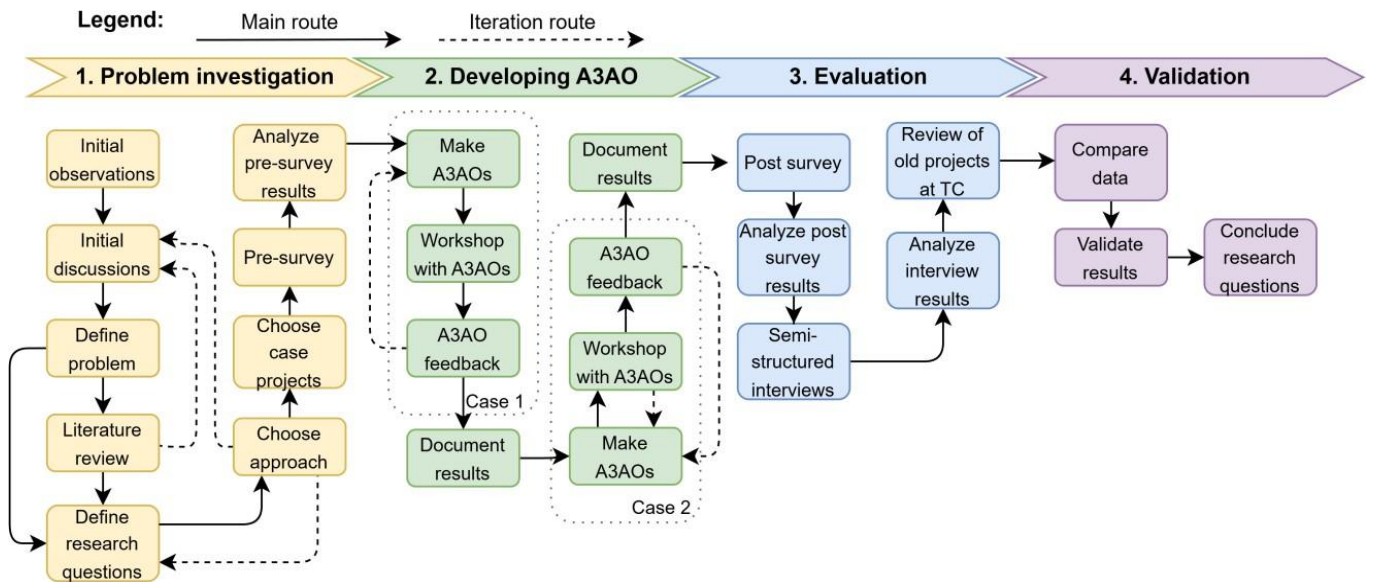 Legend:
Main route
Iteration route
1. Problem investigation
2. Developing A3AO
3. Evaluation
4. Validation
Initial
observations
Initial
discussions
Define
problem
Literature
review
Define
research
questions
Analyze
pre-survey
results
Pre-survey
Choose
case
projects
Choose
approach
Make
A3AOs
Workshop
with A3AOs
A3AO
feedback
Case 1
Document
results
Document
results
A3AO
feedback
Workshop
with A3AOs
Make
A3AOs
Case 2
Post survey
Analyze post
survey
results
Semi-
structured
interviews
Review of
old projects
at TC
Analyze
interview
results
Compare
data
Validate
results
Conclude
research
questions